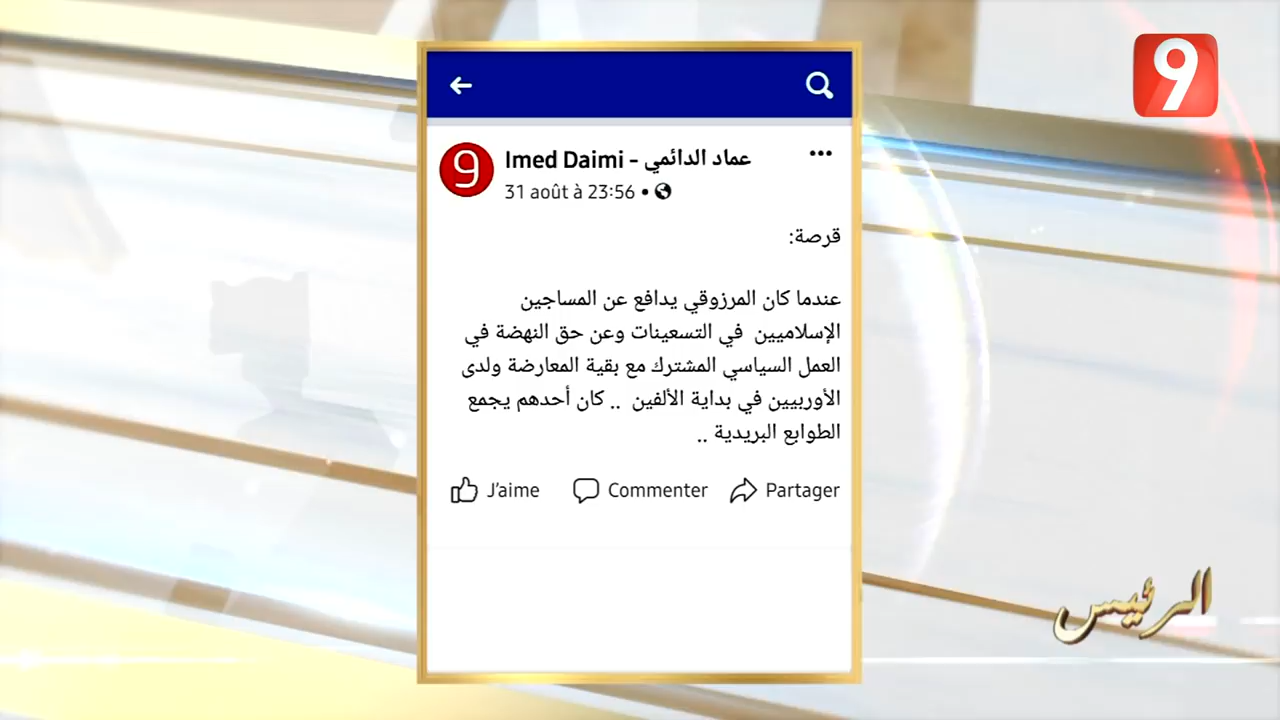 9
9
Imed Daimi - عماد الدائمي
31 août à 23:56
قرصة:
عندما كان المرزوقي يدافع عن المساجين
الإسلاميين في التسعينات وعن حق النهضة في
العمل السياسي المشترك مع بقية المعارضة ولدى
الأوربيين في بداية الألفين .. كان أحدهم يجمع
الطوابع البريدية ..
J'aime
Commenter
Partager
الرئيس